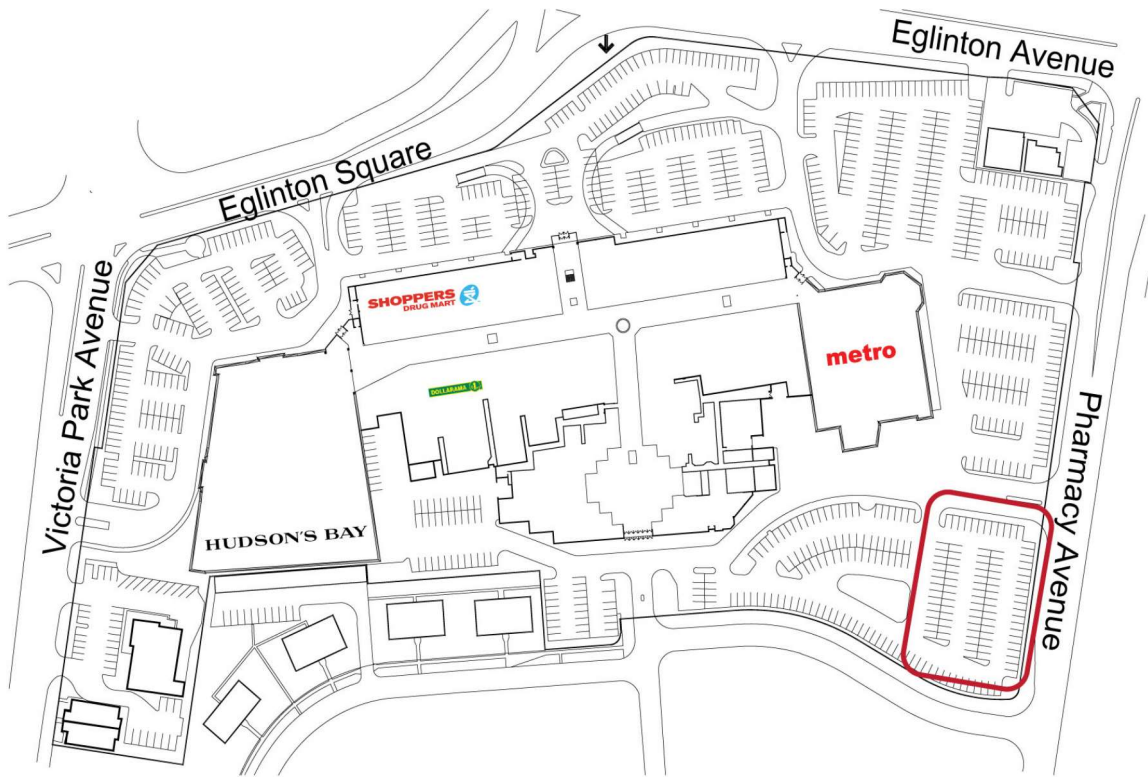 Eglinton Avenue
Eglinton Square
Victoria Park Avenue
SHOPPERS
DRUG MART
DOLLARAMA
metro
HUDSON'S BAY
Pharmacy Avenue